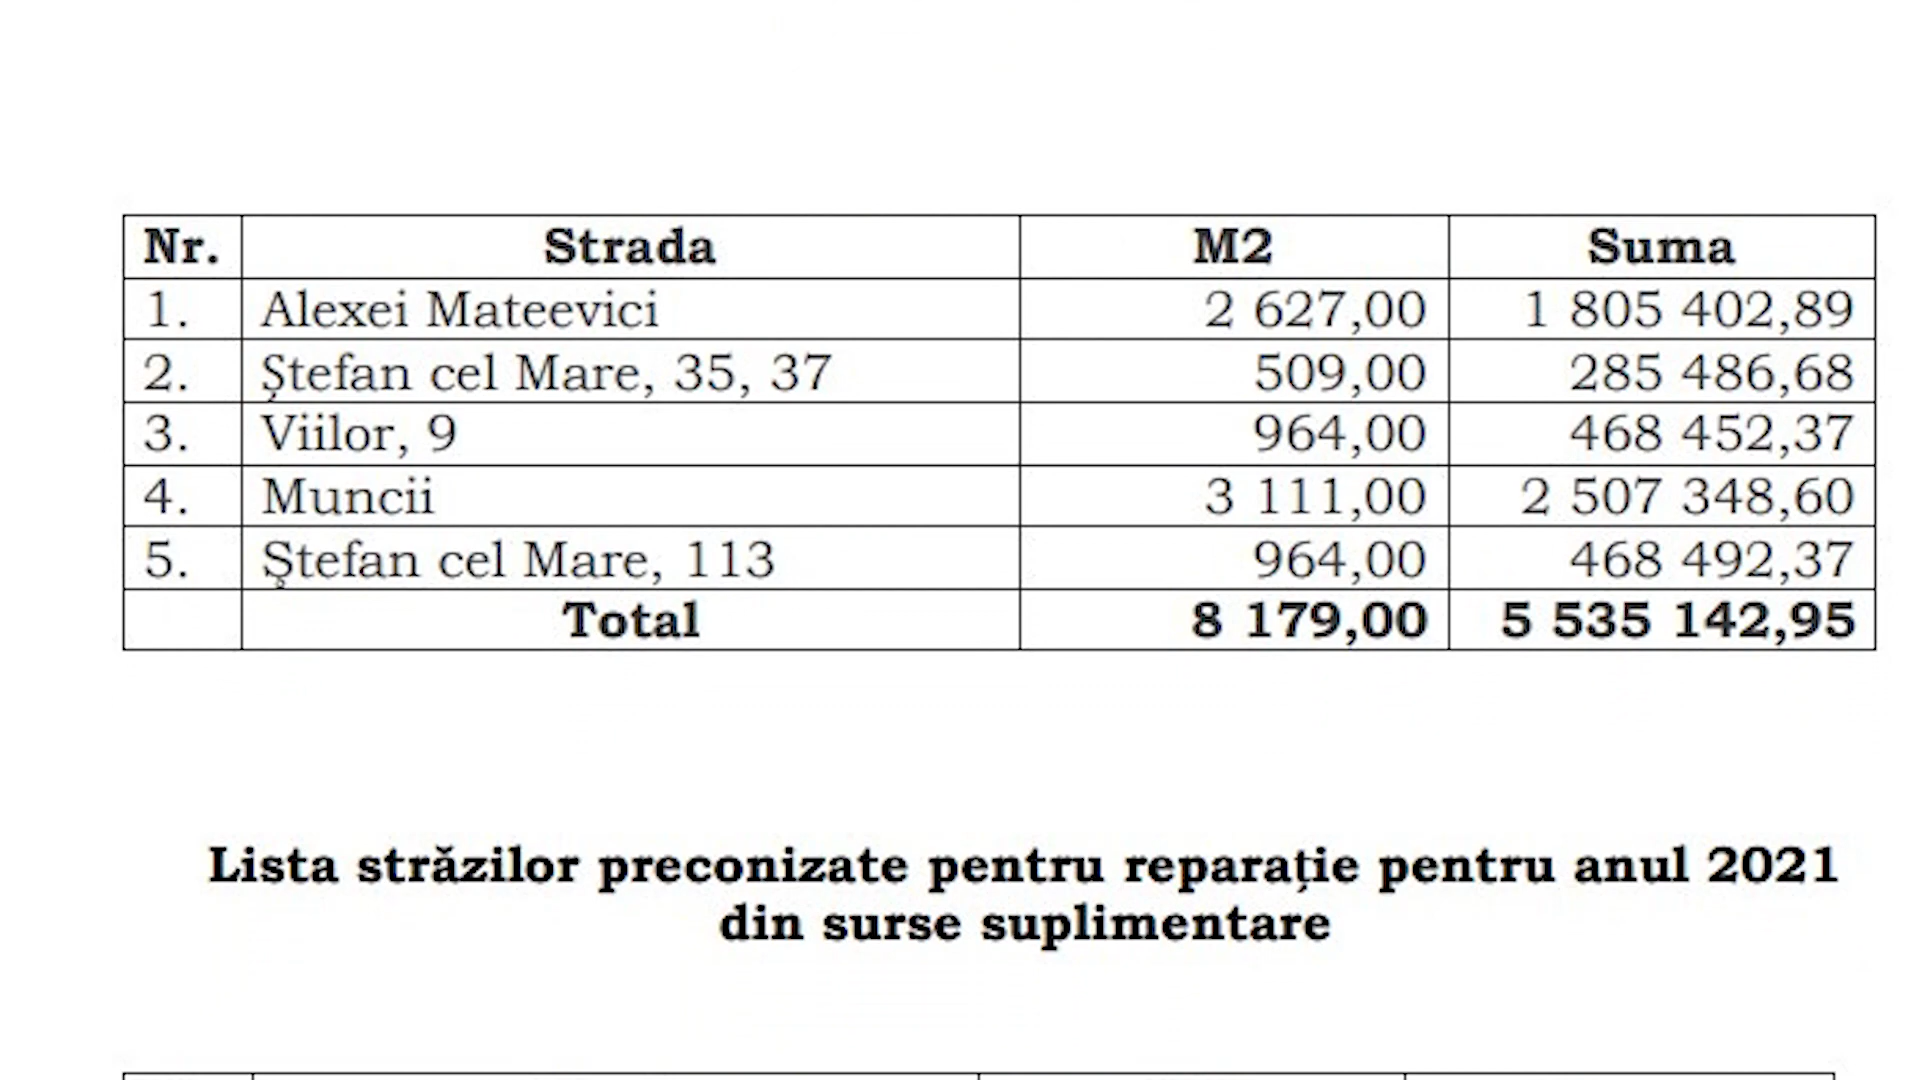 Nr. Strada M2 Suma
1. Alexei Mateevici 2 627,00 1 805 402,89
2. Ștefan cel Mare, 35, 37 509,00 285 486,68
3. Viilor, 9 964,00 468 452,37
4. Muncii 3 111,00 2 507 348,60
5. Ştefan cel Mare, 113 964,00 468 492,37
Total 8 179,00 5 535 142,95
Lista străzilor preconizate pentru reparație pentru anul 2021
din surse suplimentare